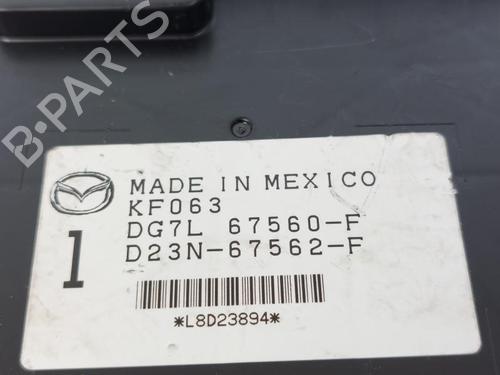 B-PARTS
MADE IN MEXICO
KF063
DG7L 67560-F
1 D23N-67562-F
*L8D23894*